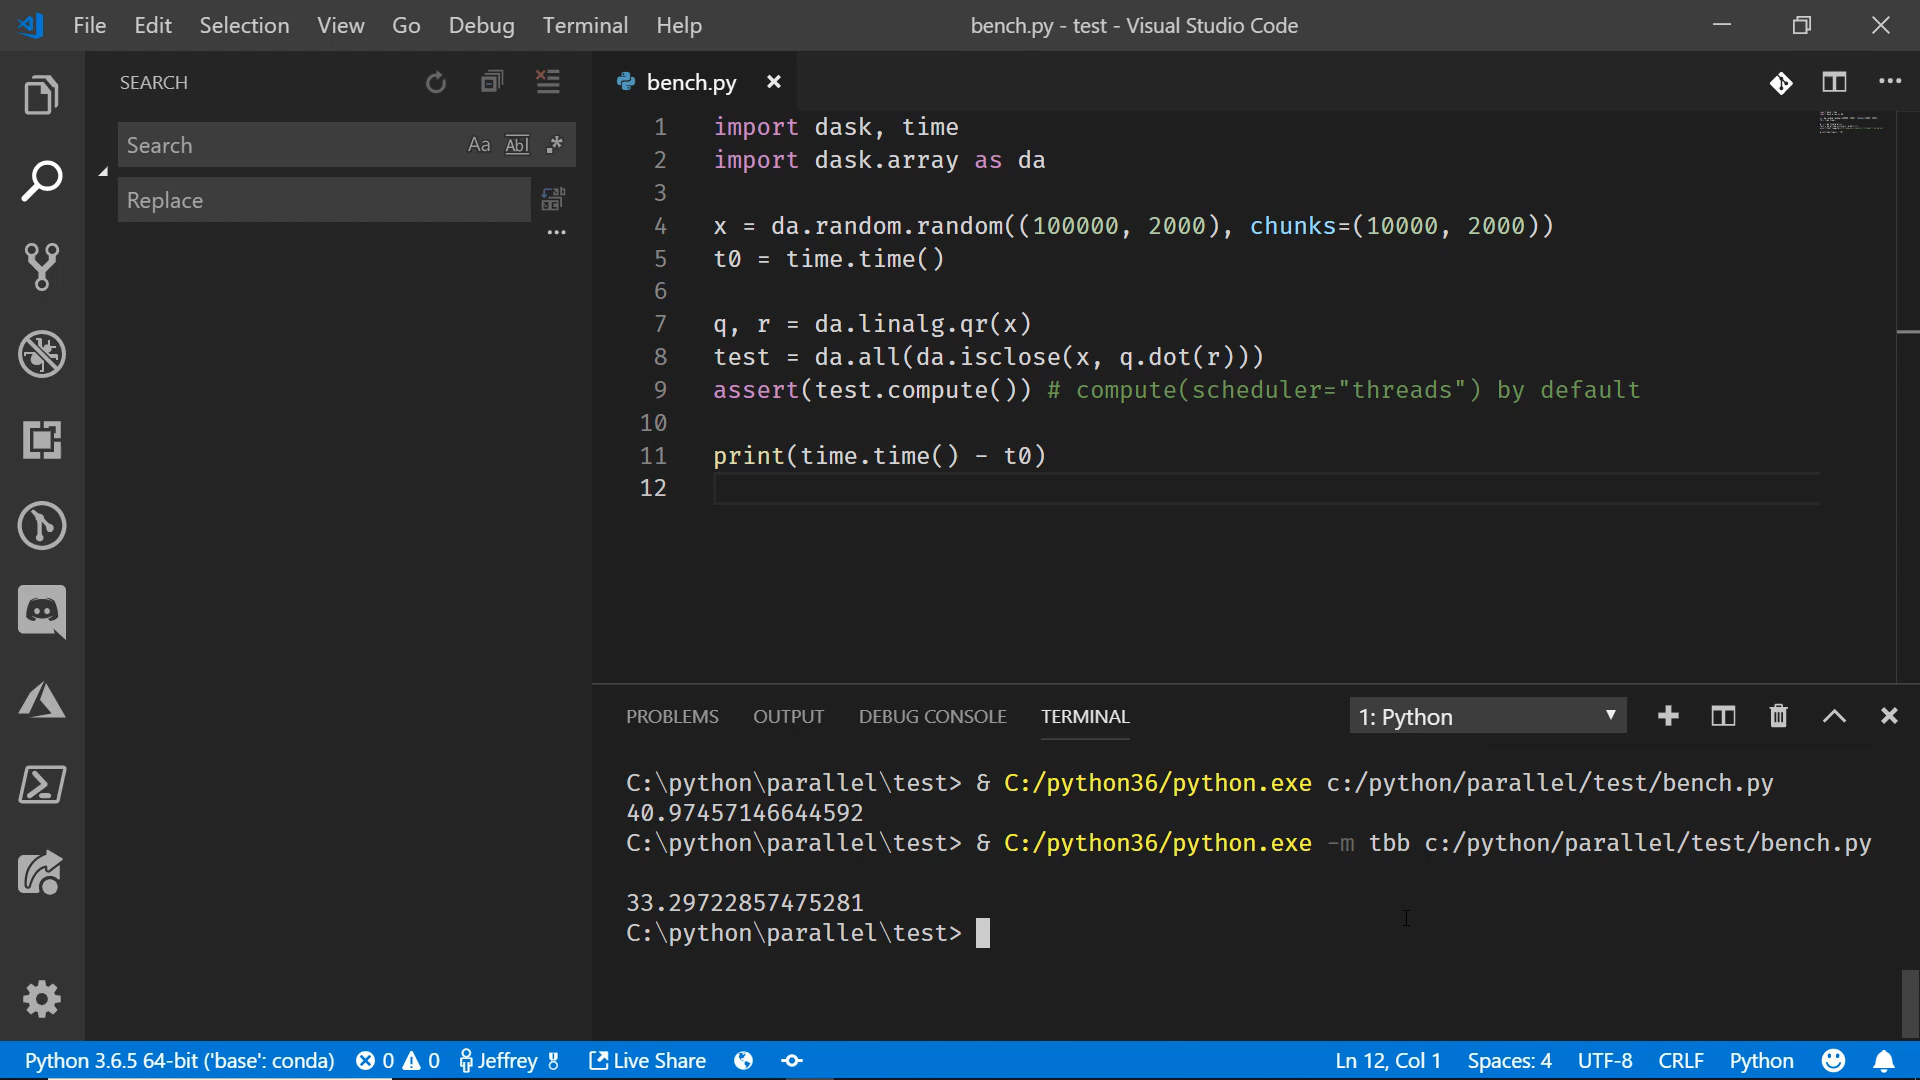 File Edit Selection View Go Debug Terminal Help
bench.py - test - Visual Studio Code
SEARCH
Search
Aa Abl .*
Replace
...
bench.py
1 import dask, time
2 import dask.array as da
3
4 x = da.random.random((100000, 2000), chunks=(10000, 2000))
5 t0 = time.time()
6
7 q, r = da.linalg.qr(x)
8 test = da.all(da.isclose(x, q.dot(r)))
9 assert(test.compute()) # compute(scheduler="threads") by default
10
11 print(time.time() - t0)
12
PROBLEMS OUTPUT DEBUG CONSOLE TERMINAL
1: Python
C:\python\parallel\test> & C:/python36/python.exe c:/python/parallel/test/bench.py
40.97457146644592
C:\python\parallel\test> & C:/python36/python.exe -m tbb c:/python/parallel/test/bench.py
33.29722857475281
C:\python\parallel\test>
Python 3.6.5 64-bit ('base': conda) 0 0 Jeffrey Live Share
Ln 12, Col 1 Spaces: 4 UTF-8 CRLF Python